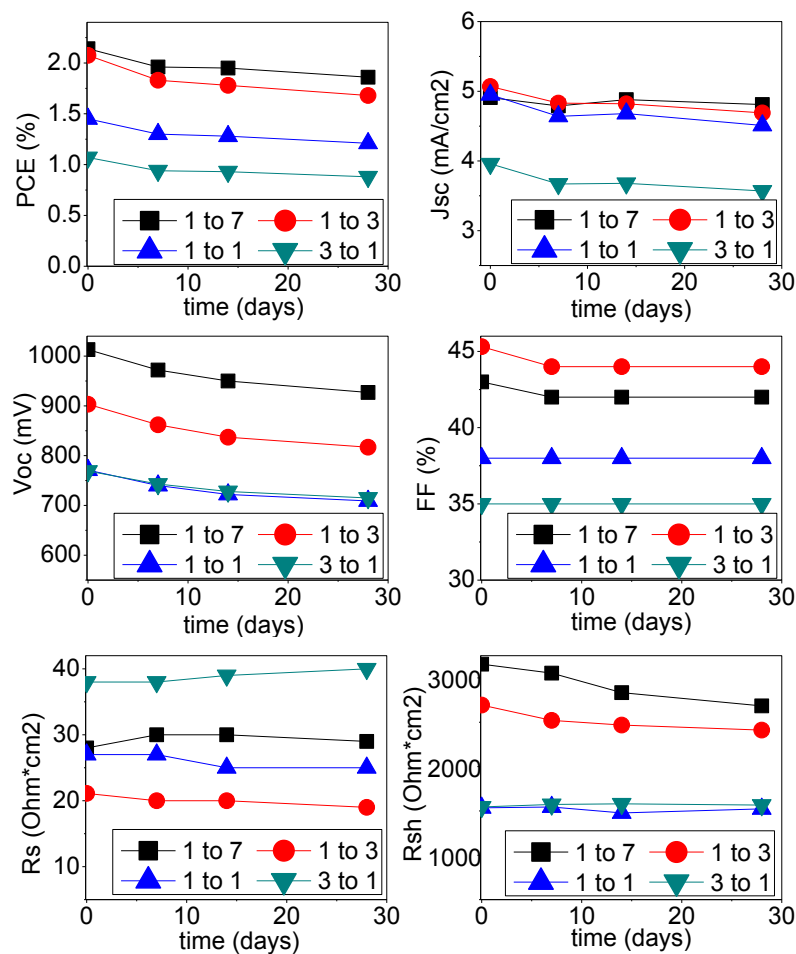 PCE (%)
2.0
1.5
1.0
0.5
0.0
1 to 7 1 to 3
1 to 1 3 to 1
0 10 20 30
time (days)
Jsc (mA/cm2)
6
5
4
3
1 to 7 1 to 3
1 to 1 3 to 1
0 10 20 30
time (days)
Voc (mV)
1000
900
800
700
600
1 to 7 1 to 3
1 to 1 3 to 1
0 10 20 30
time (days)
FF (%)
45
40
35
30
1 to 7 1 to 3
1 to 1 3 to 1
0 10 20 30
time (days)
Rs (Ohm*cm2)
40
30
20
10
1 to 7 1 to 3
1 to 1 3 to 1
0 10 20 30
time (days)
Rsh (Ohm*cm2)
3000
2000
1000
1 to 7 1 to 3
1 to 1 3 to 1
0 10 20 30
time (days)